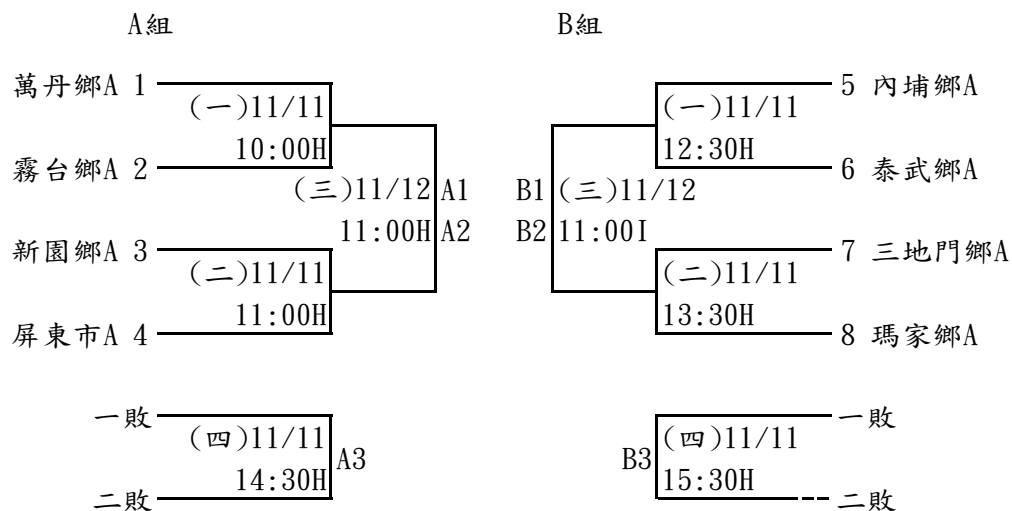 A組 B組
萬丹鄉A 1 5 內埔鄉A
(一)11/11 (一)11/11
10:00H 12:30H
霧台鄉A 2 6 泰武鄉A
(三)11/12 A1 B1 (三)11/12
11:00H A2 B2 11:00I
新園鄉A 3 7 三地門鄉A
(二)11/11 (二)11/11
11:00H 13:30H
屏東市A 4 8 瑪家鄉A
一敗 一敗
(四)11/11 (四)11/11
A3 B3
14:30H 15:30H
二敗 二敗